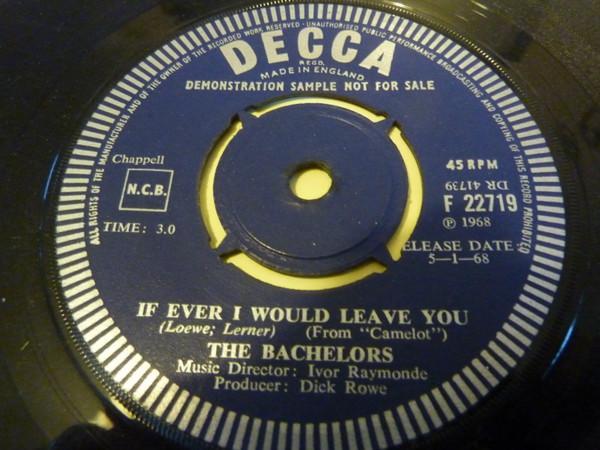 ALL RIGHTS OF THE MANUFACTURER AND OF THE OWNER OF THE RECORDED WORK RESERVED · UNAUTHORISED PUBLIC PERFORMANCE BROADCASTING AND COPYING OF THIS RECORD PROHIBITED
DECCA
REGD.
MADE IN ENGLAND
DEMONSTRATION SAMPLE NOT FOR SALE
Chappell
N.C.B.
TIME: 3.0
45 RPM
DR 41739
F 22719
℗ 1968
ELEASE DATE:
5-1-68
IF EVER I WOULD LEAVE YOU
(Loewe; Lerner) (From "Camelot")
THE BACHELORS
Music Director: Ivor Raymonde
Producer: Dick Rowe